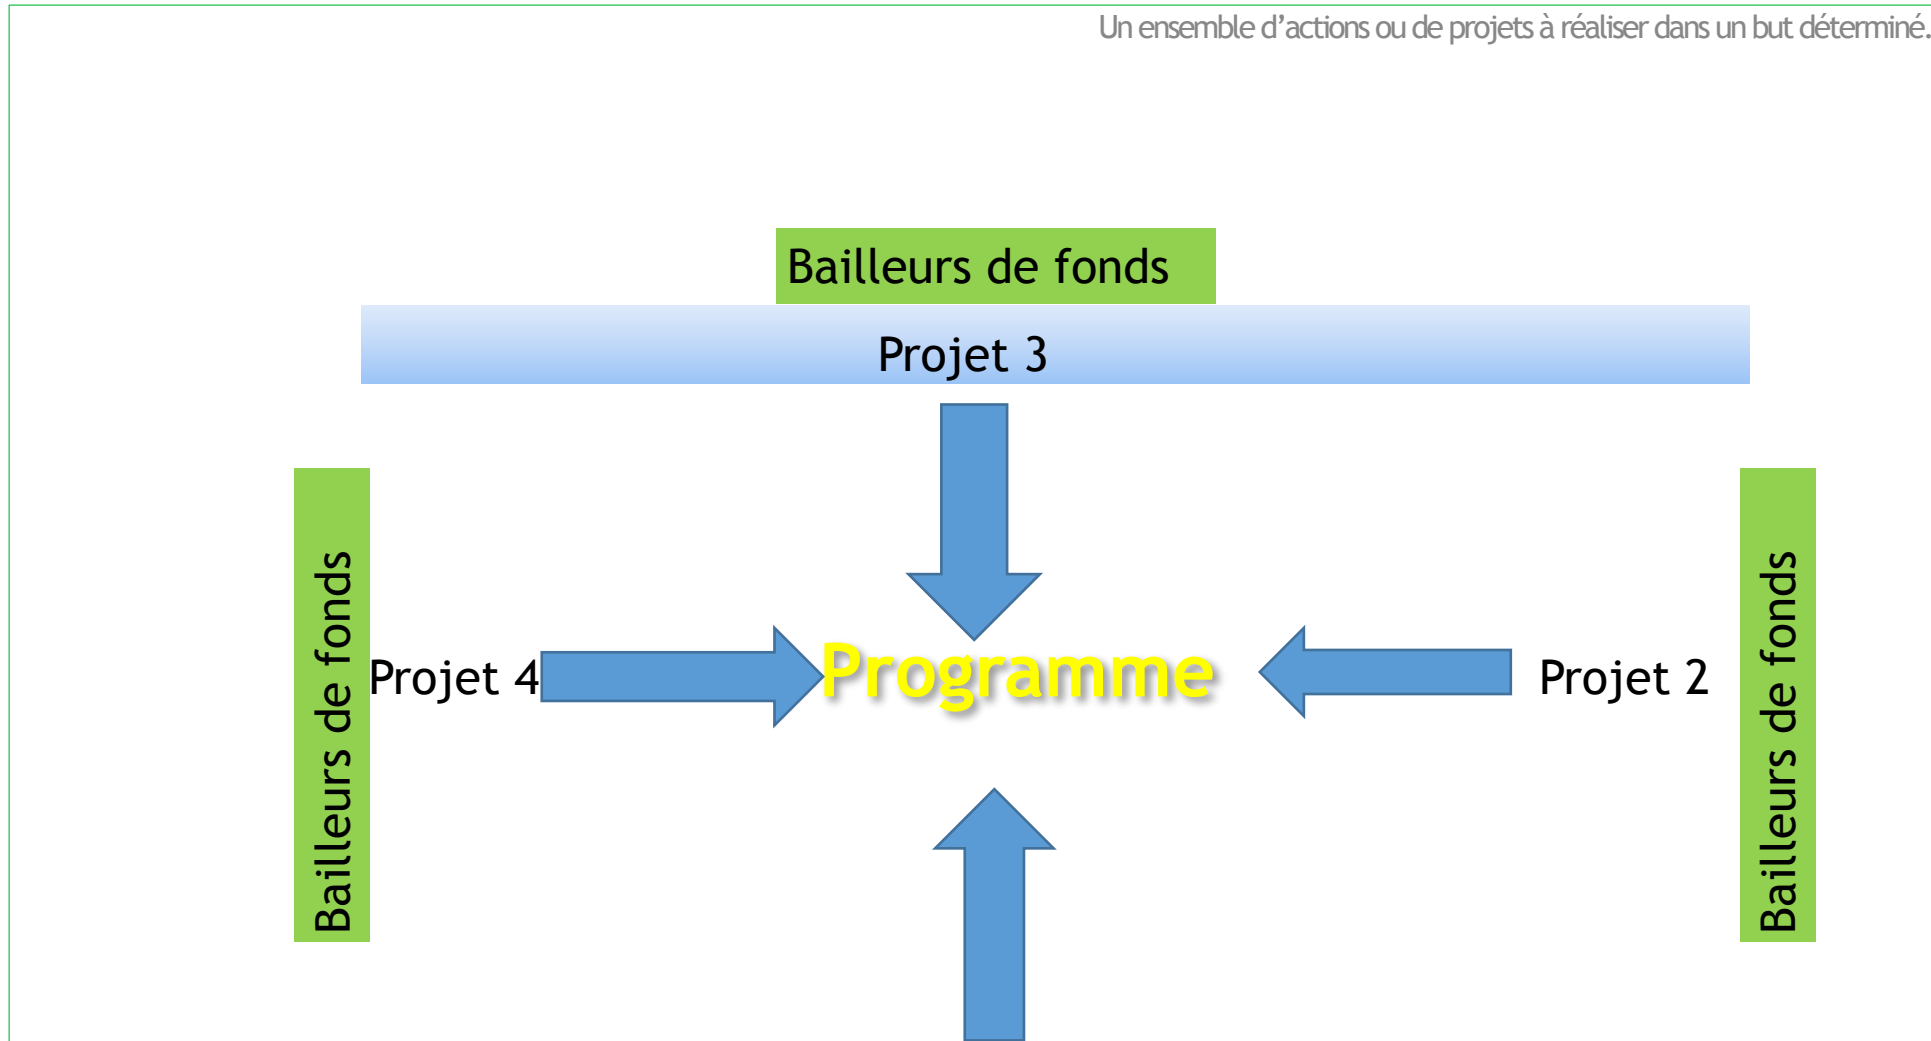 Un ensemble d’actions ou de projets à réaliser dans un but déterminé.
Bailleurs de fonds
Projet 3
Bailleurs de fonds
Projet 4
Programme
Projet 2
Bailleurs de fonds